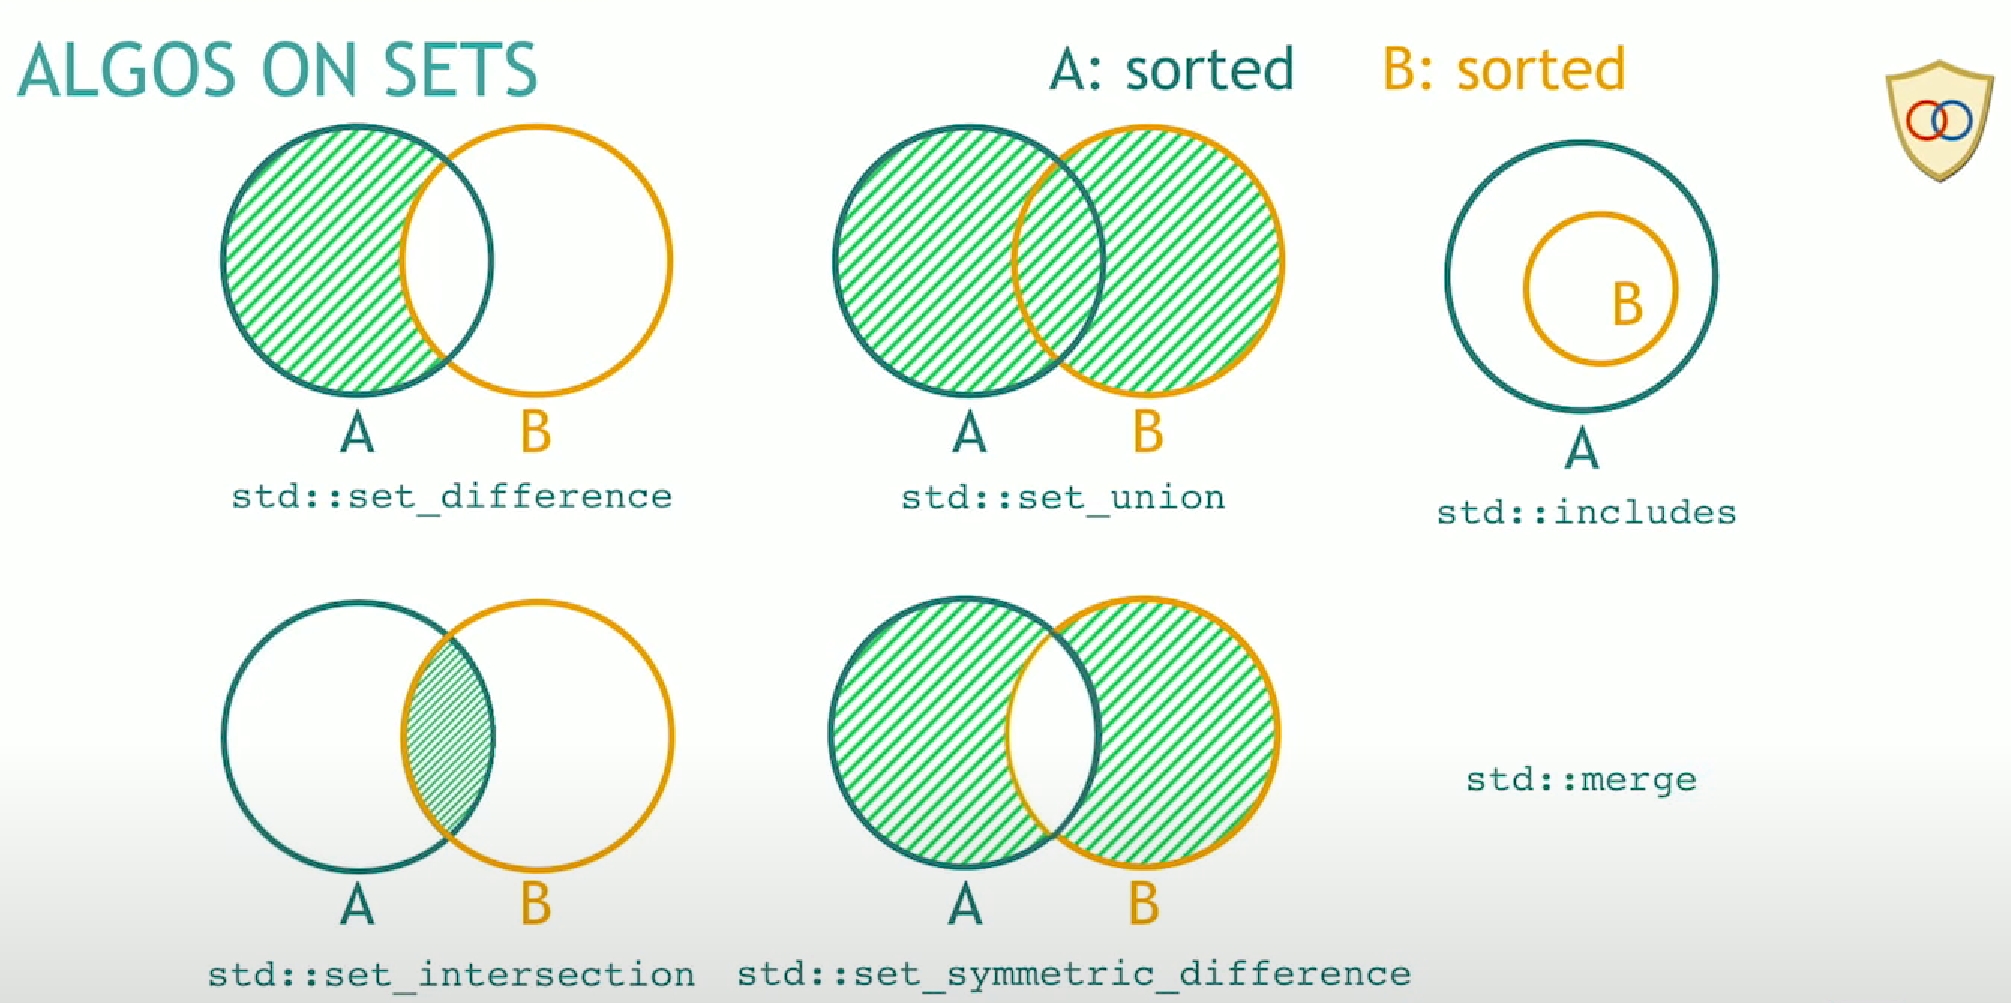 ALGOS ON SETS
A: sorted B: sorted
A B
std::set_difference
A B
std::set_union
B
A
std::includes
A B
std::set_intersection
A B
std::set_symmetric_difference
std::merge